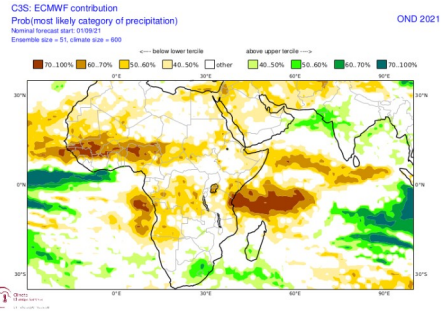 C3S: ECMWF contribution
Prob(most likely category of precipitation)
OND 2021
Nominal forecast start: 01/09/21
Ensemble size = 51, climate size = 600
<---- below lower tercile above upper tercile ---->
70..100% 60..70% 50..60% 40..50% other 40..50% 50..60% 60..70% 70..100%
0°E 30°E 60°E 90°E
30°N 30°N
0°N 0°N
30°S 30°S
0°E 30°E 60°E 90°E